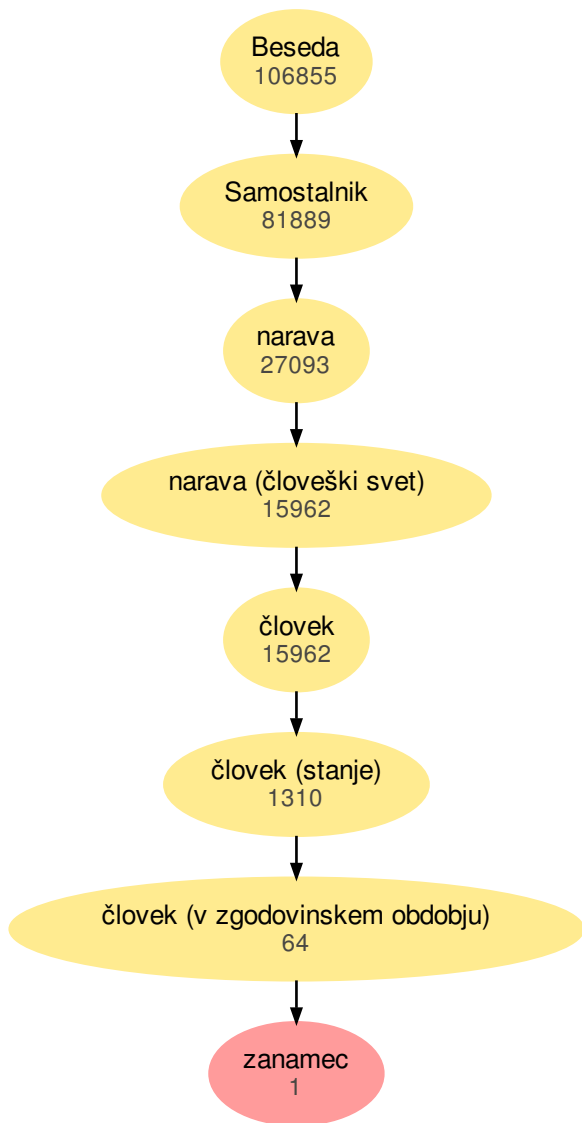 Beseda
106855
Samostalnik
81889
narava
27093
narava (človeški svet)
15962
človek
15962
človek (stanje)
1310
človek (v zgodovinskem obdobju)
64
zanamec
1